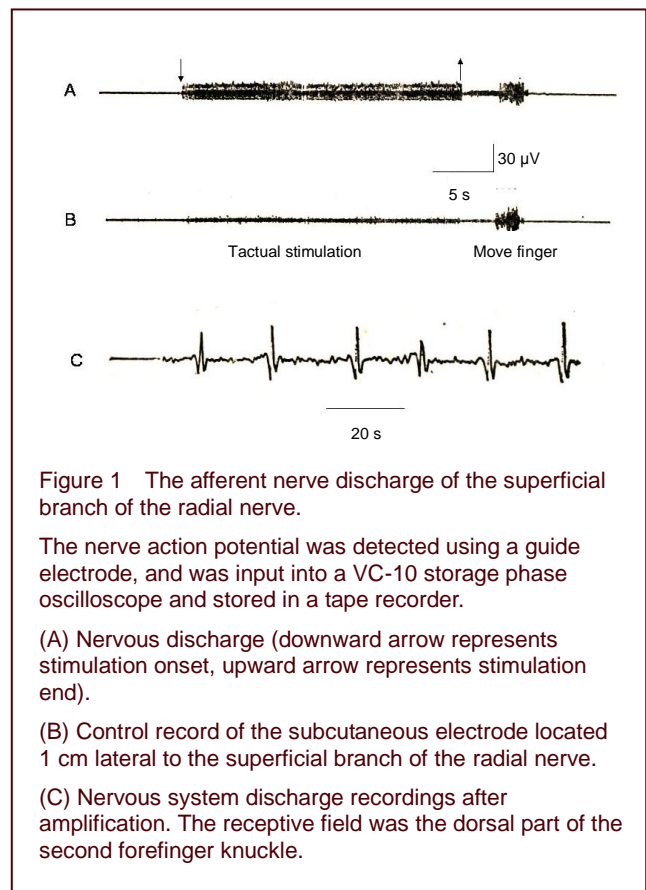 A
30 µV
5 s
B
Tactual stimulation Move finger
C
20 s
Figure 1 The afferent nerve discharge of the superficial
branch of the radial nerve.
The nerve action potential was detected using a guide
electrode, and was input into a VC-10 storage phase
oscilloscope and stored in a tape recorder.
(A) Nervous discharge (downward arrow represents
stimulation onset, upward arrow represents stimulation
end).
(B) Control record of the subcutaneous electrode located
1 cm lateral to the superficial branch of the radial nerve.
(C) Nervous system discharge recordings after
amplification. The receptive field was the dorsal part of the
second forefinger knuckle.